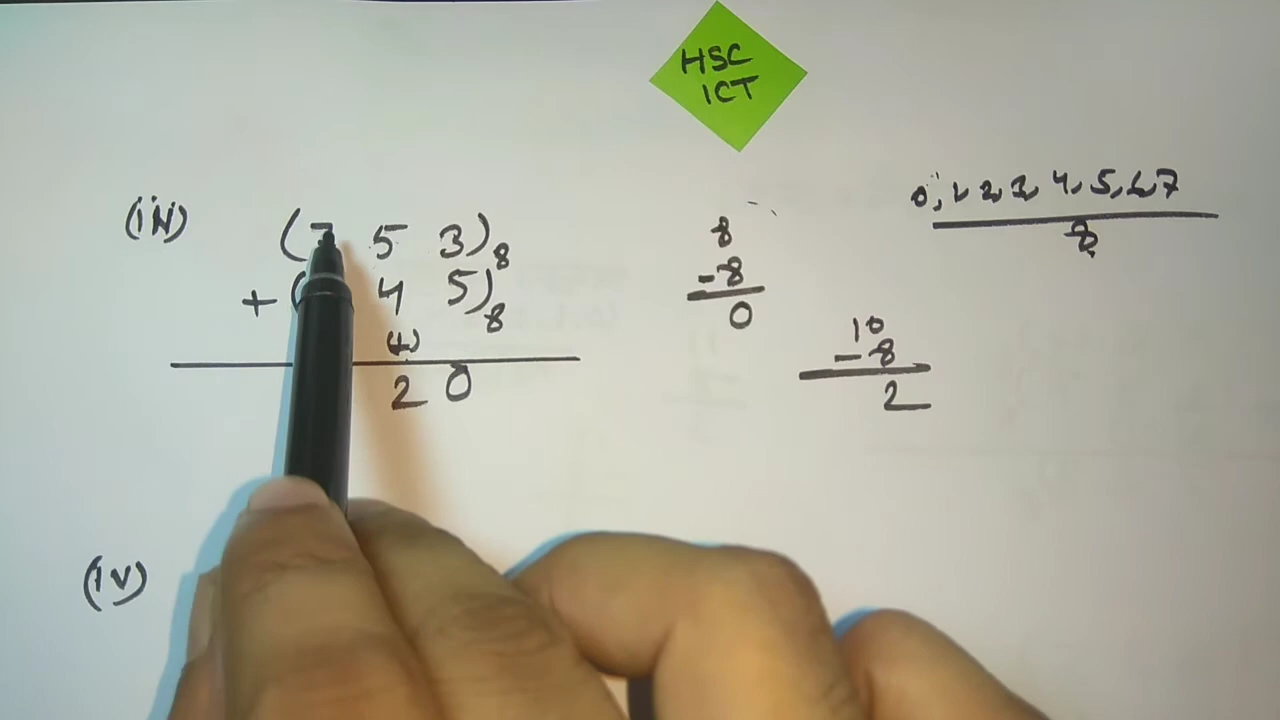 HSC
ICT
0, 1, 2, 3, 4, 5, 6, 7
8
(iii) (7 5 3)8
+ ( 4 5)8
(1)
2 0
8
-8
0
10
-8
2
(iv)